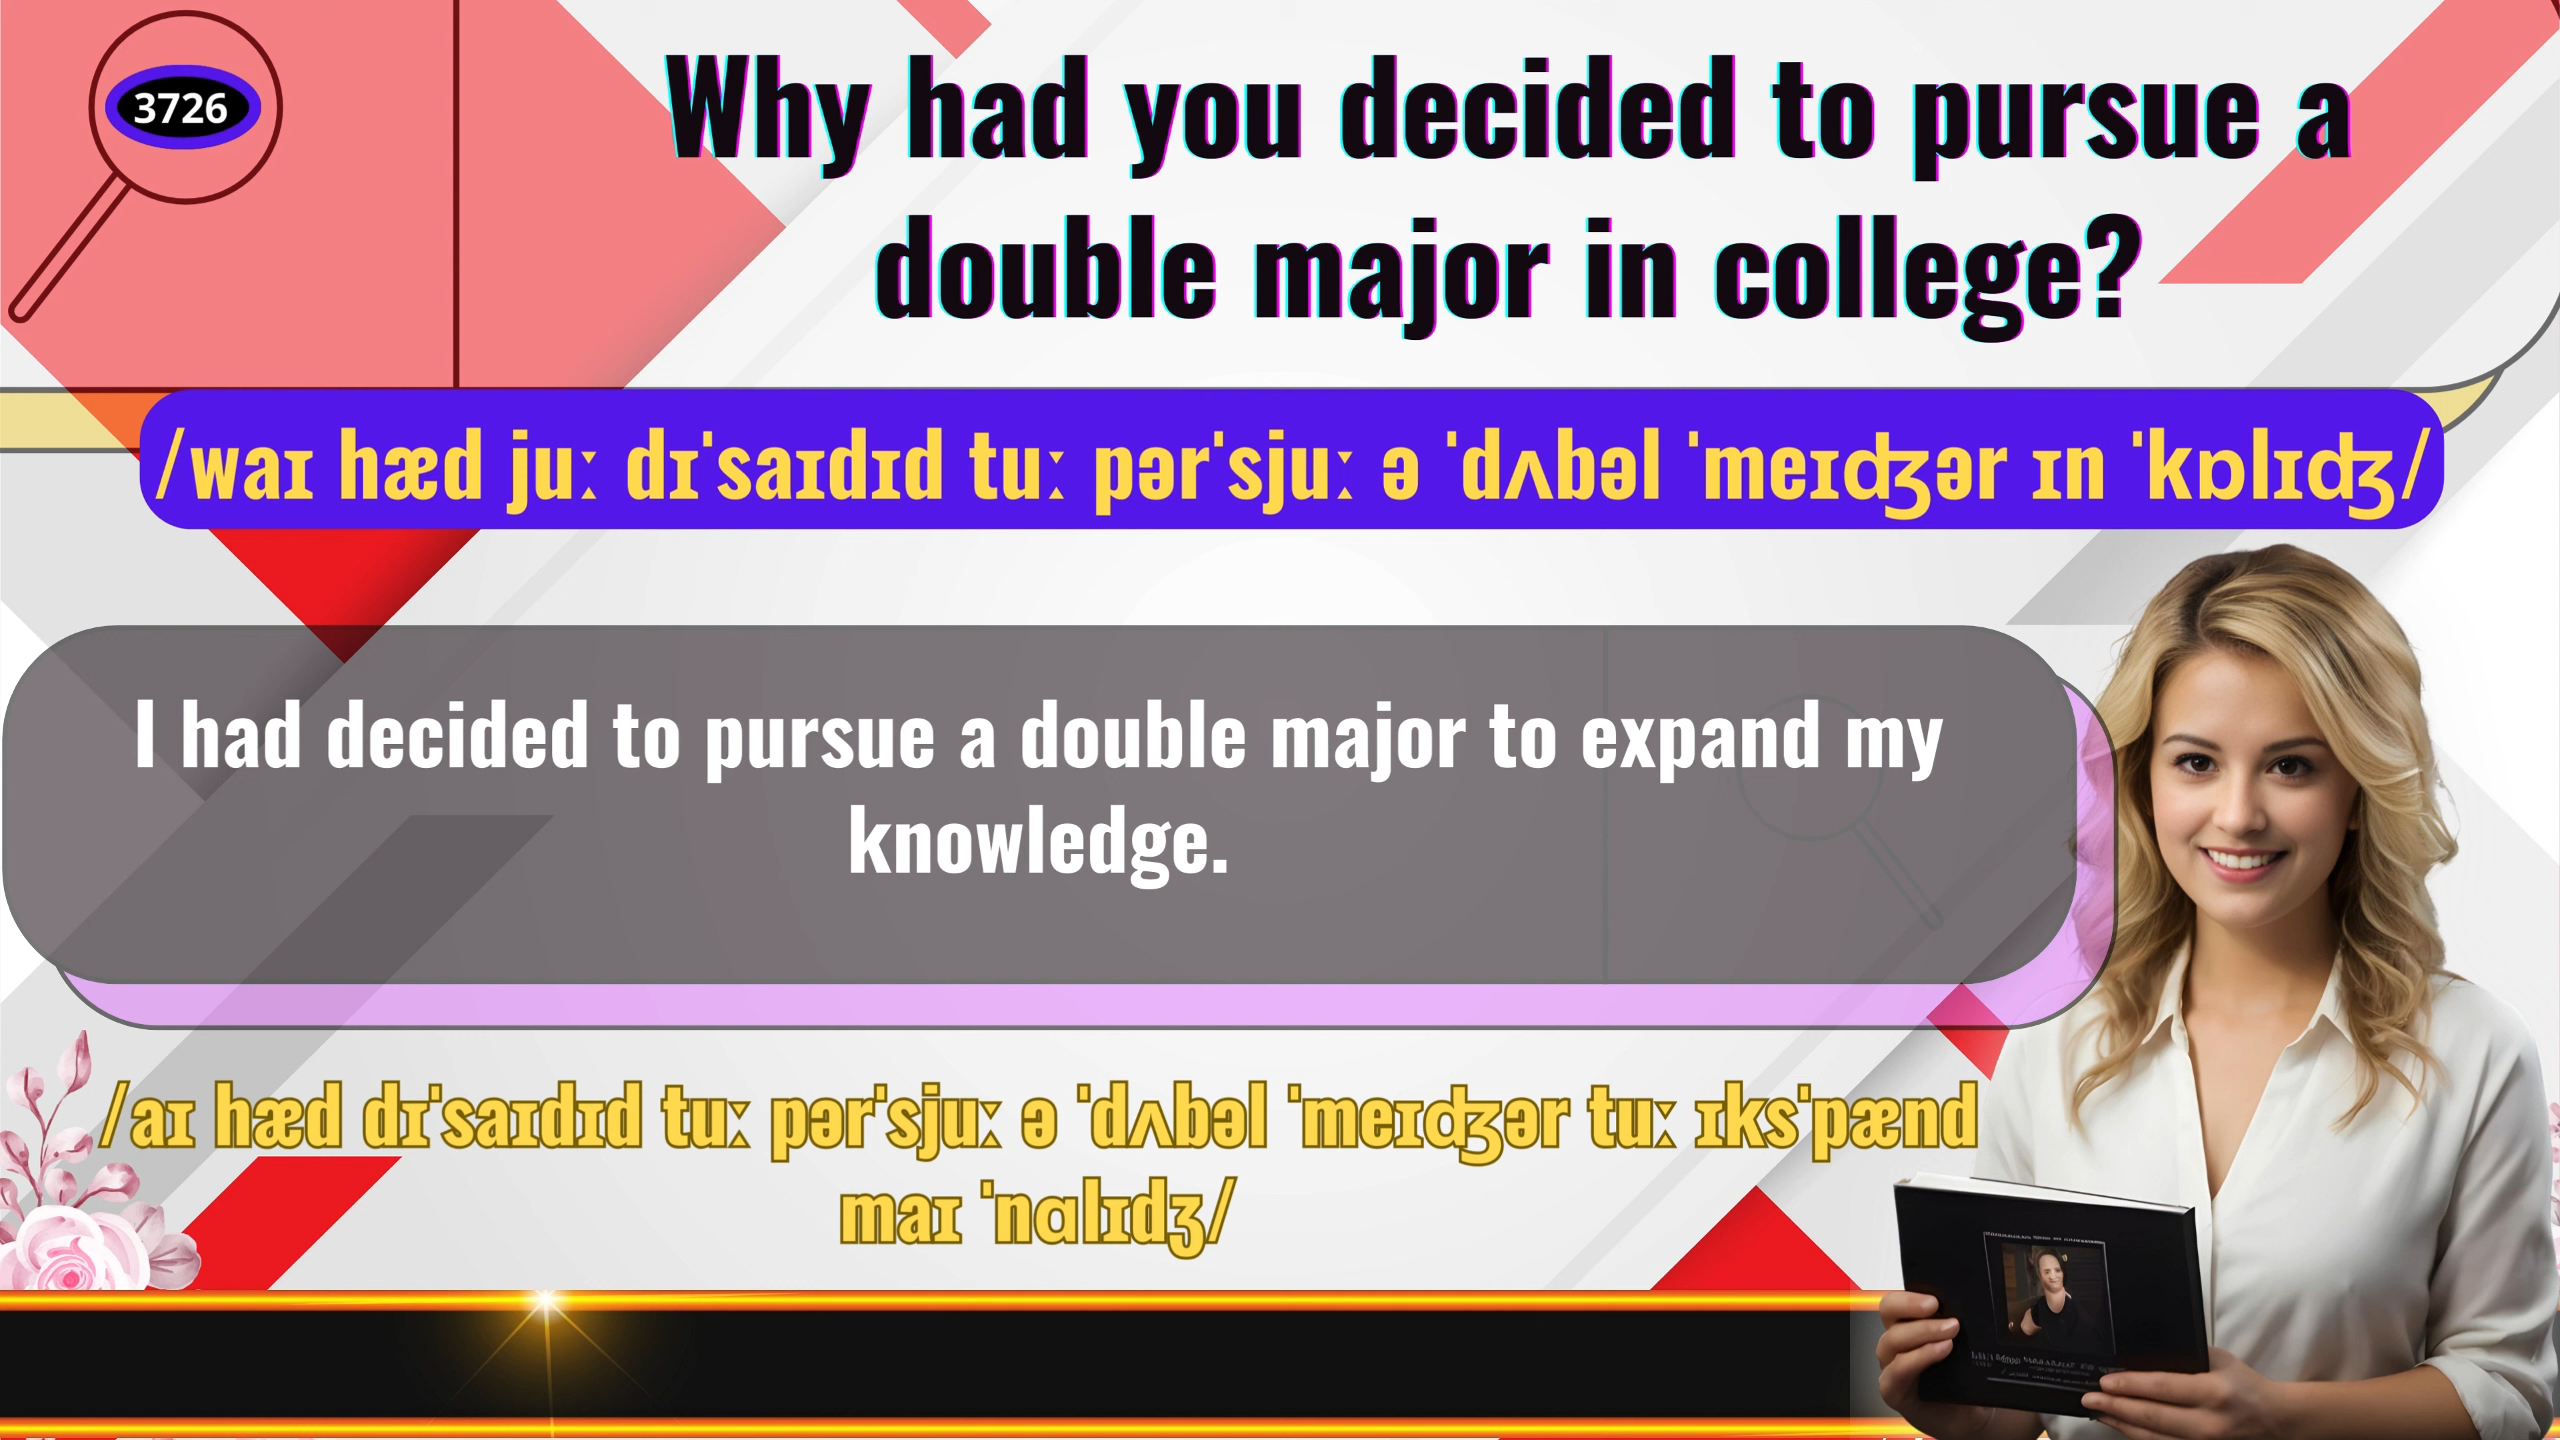 3726
Why had you decided to pursue a
double major in college?
/waɪ hæd juː dɪˈsaɪdɪd tuː pərˈsjuː ə ˈdʌbəl ˈmeɪʤər ɪn ˈkɒlɪʤ/
I had decided to pursue a double major to expand my
knowledge.
/aɪ hæd dɪˈsaɪdɪd tuː pərˈsjuː ə ˈdʌbəl ˈmeɪʤər tuː ɪksˈpænd
maɪ ˈnɑlɪdʒ/